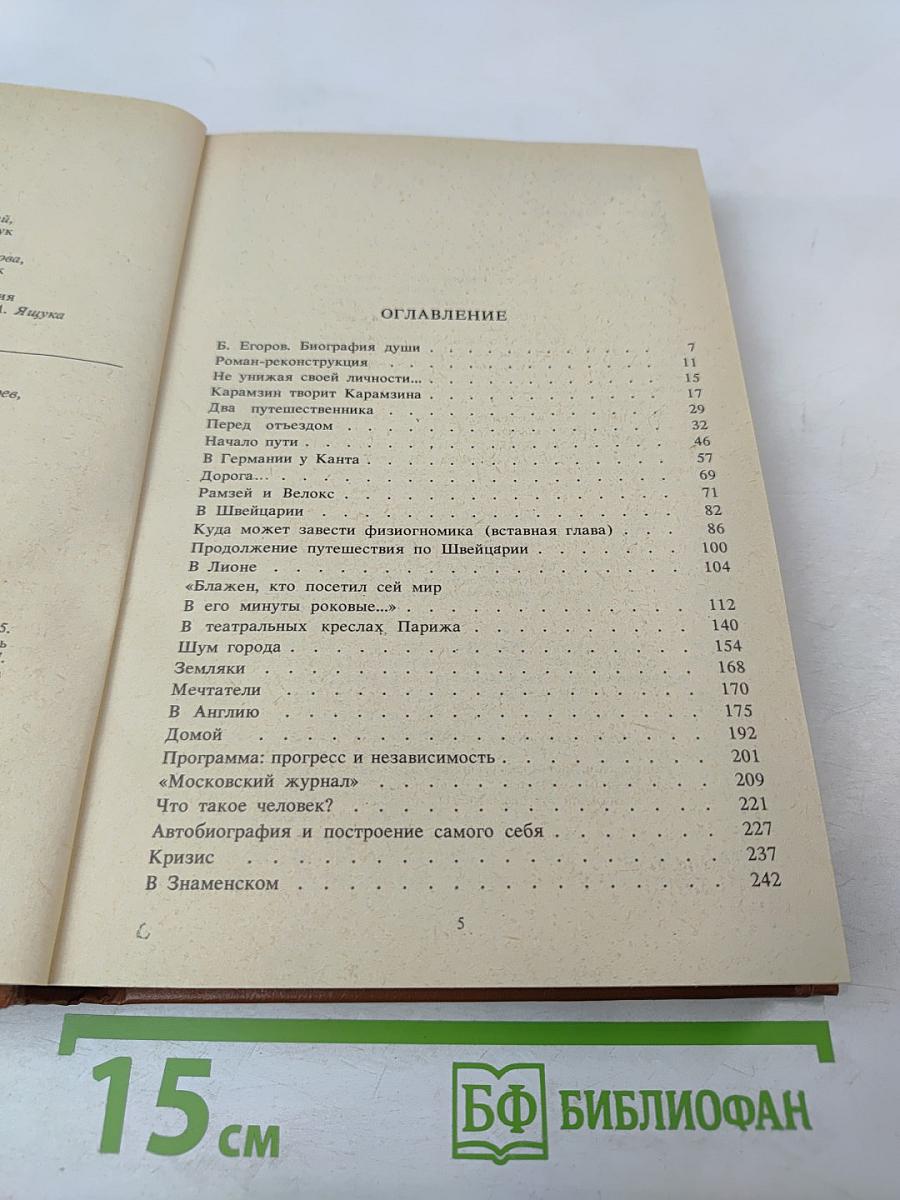 ук
ова,
к
ия
Ящука
ев,
5.
ь
ОГЛАВЛЕНИЕ
Б. Егоров. Биография души . . . . . . . . . . . 7
Роман-реконструкция . . . . . . . . . . . . . 11
Не унижая своей личности... . . . . . . . . . . . 15
Карамзин творит Карамзина . . . . . . . . . . . 17
Два путешественника . . . . . . . . . . . . . 29
Перед отъездом . . . . . . . . . . . . . . 32
Начало пути . . . . . . . . . . . . . . . 46
В Германии у Канта . . . . . . . . . . . . . 57
Дорога... . . . . . . . . . . . . . . . . 69
Рамзей и Велокс . . . . . . . . . . . . . . 71
В Швейцарии . . . . . . . . . . . . . . . 82
Куда может завести физиогномика (вставная глава) . . . 86
Продолжение путешествия по Швейцарии . . . . . . . 100
В Лионе . . . . . . . . . . . . . . . . . 104
«Блажен, кто посетил сей мир
В его минуты роковые...» . . . . . . . . . . . . 112
В театральных креслах Парижа . . . . . . . . . 140
Шум города . . . . . . . . . . . . . . . . 154
Земляки . . . . . . . . . . . . . . . . . 168
Мечтатели . . . . . . . . . . . . . . . . 170
В Англию . . . . . . . . . . . . . . . . 175
Домой . . . . . . . . . . . . . . . . . 192
Программа: прогресс и независимость . . . . . . . . 201
«Московский журнал» . . . . . . . . . . . . . 209
Что такое человек? . . . . . . . . . . . . . 221
Автобиография и построение самого себя . . . . . . . 227
Кризис . . . . . . . . . . . . . . . . . 237
В Знаменском . . . . . . . . . . . . . . . 242
5
15 см
БФ БИБЛИОФАН